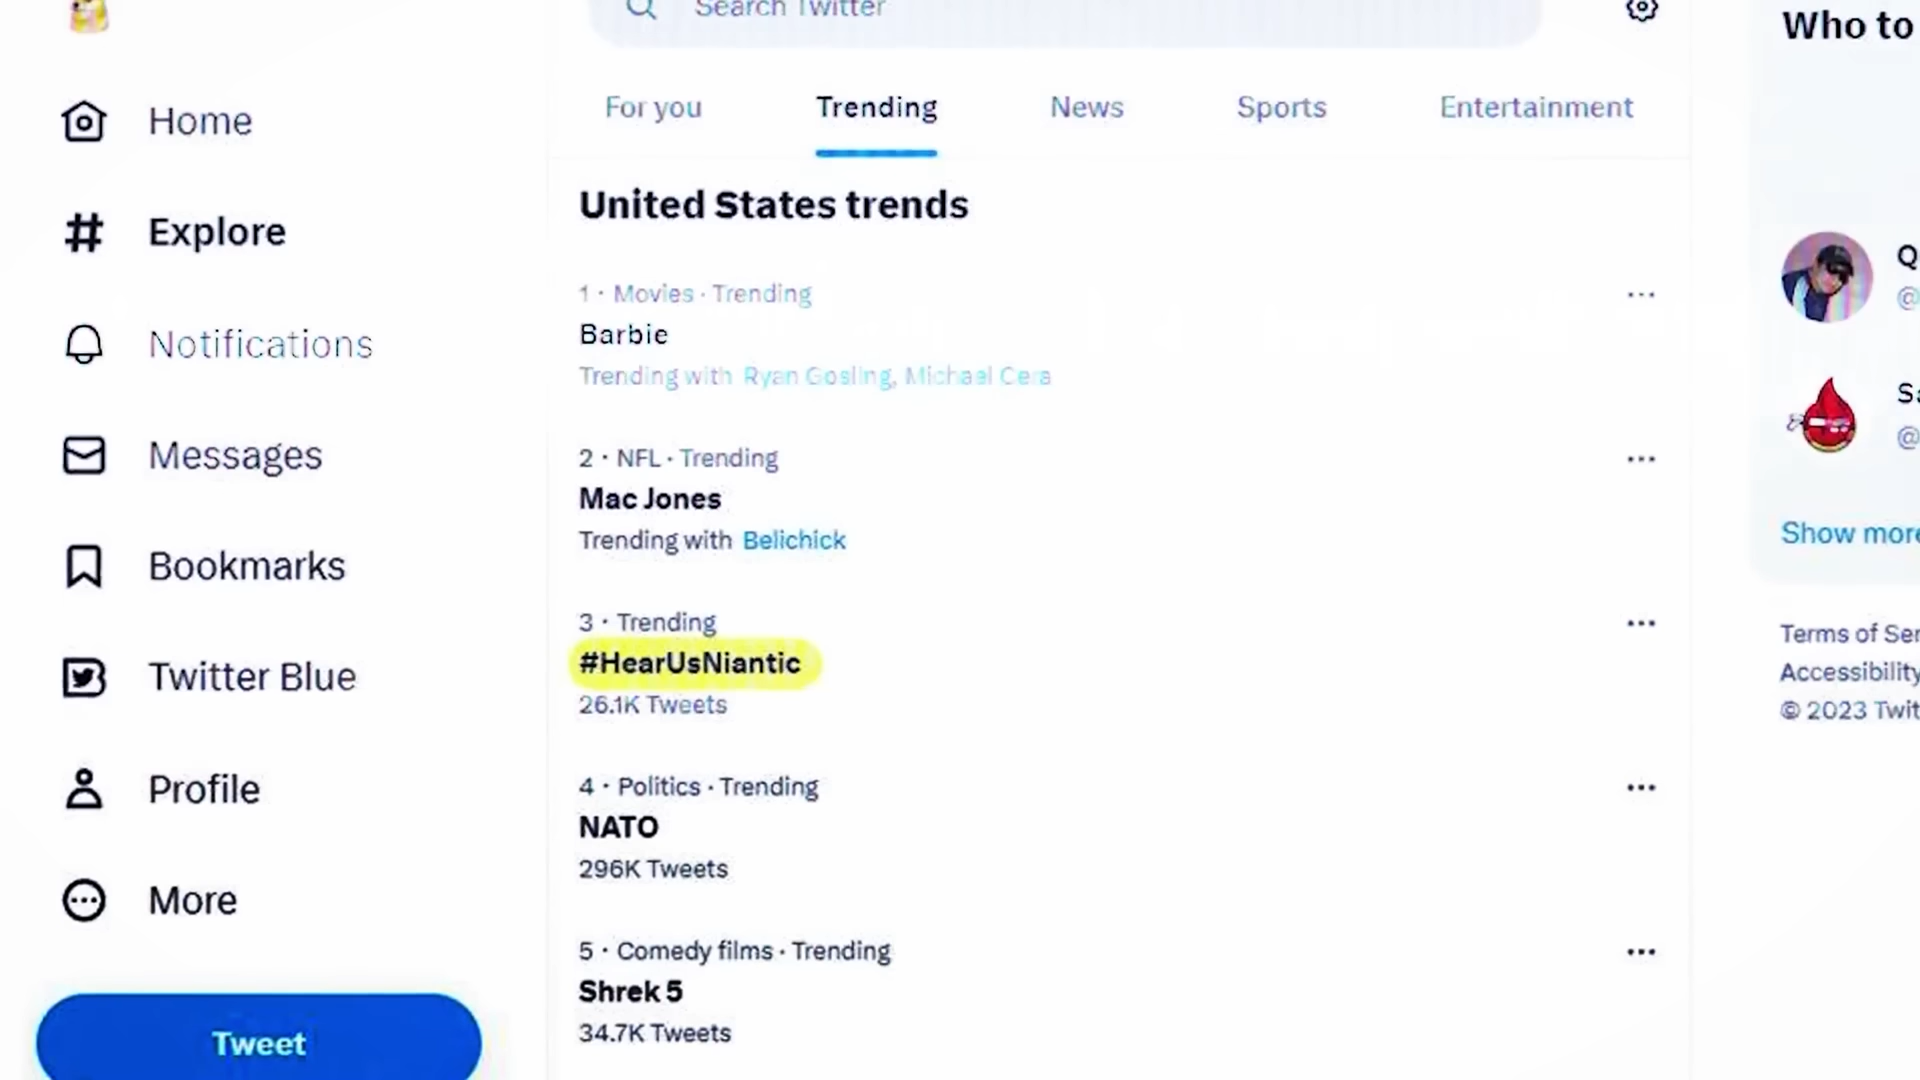 Search Twitter
Home
Explore
Notifications
Messages
Bookmarks
Twitter Blue
Profile
More
Tweet
For you
Trending
News
Sports
Entertainment
United States trends
1 · Movies · Trending
Barbie
Trending with Ryan Gosling, Michael Cera
2 · NFL · Trending
Mac Jones
Trending with Belichick
3 · Trending
#HearUsNiantic
26.1K Tweets
4 · Politics · Trending
NATO
296K Tweets
5 · Comedy films · Trending
Shrek 5
34.7K Tweets
Who to
Show more
Terms of Ser
Accessibility
© 2023 Twit